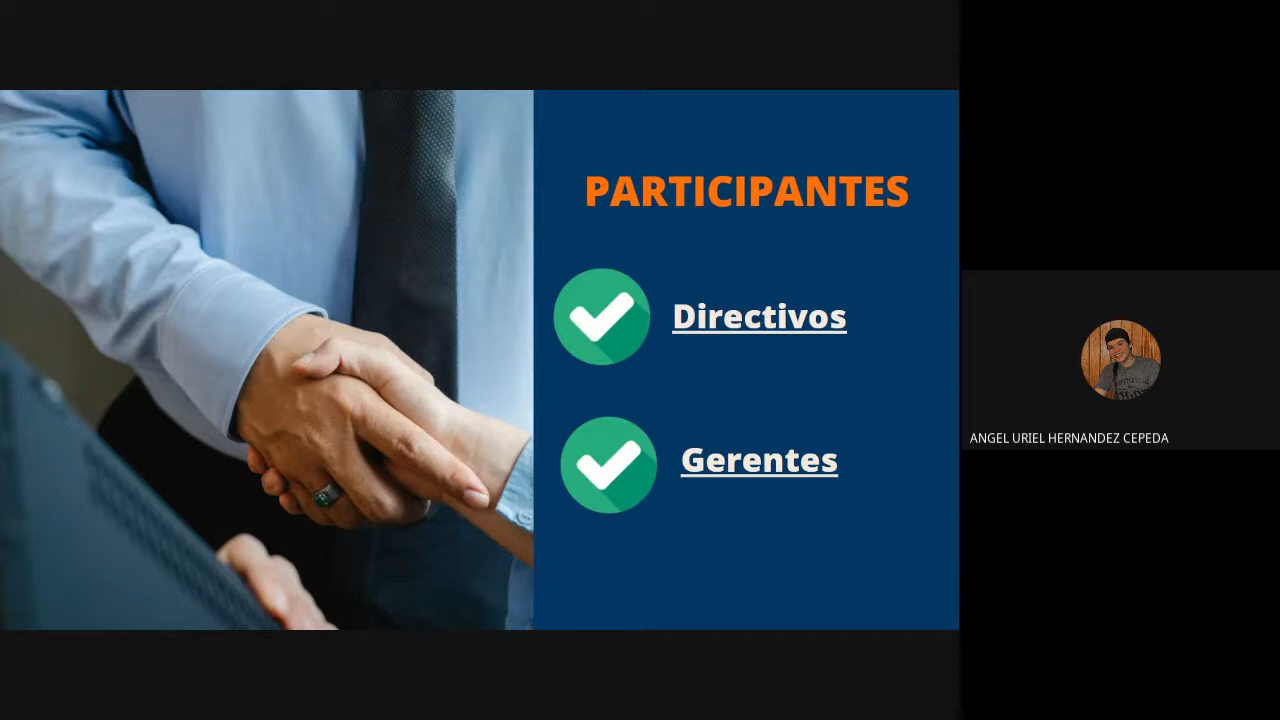 PARTICIPANTES
Directivos
Gerentes
ANGEL URIEL HERNANDEZ CEPEDA